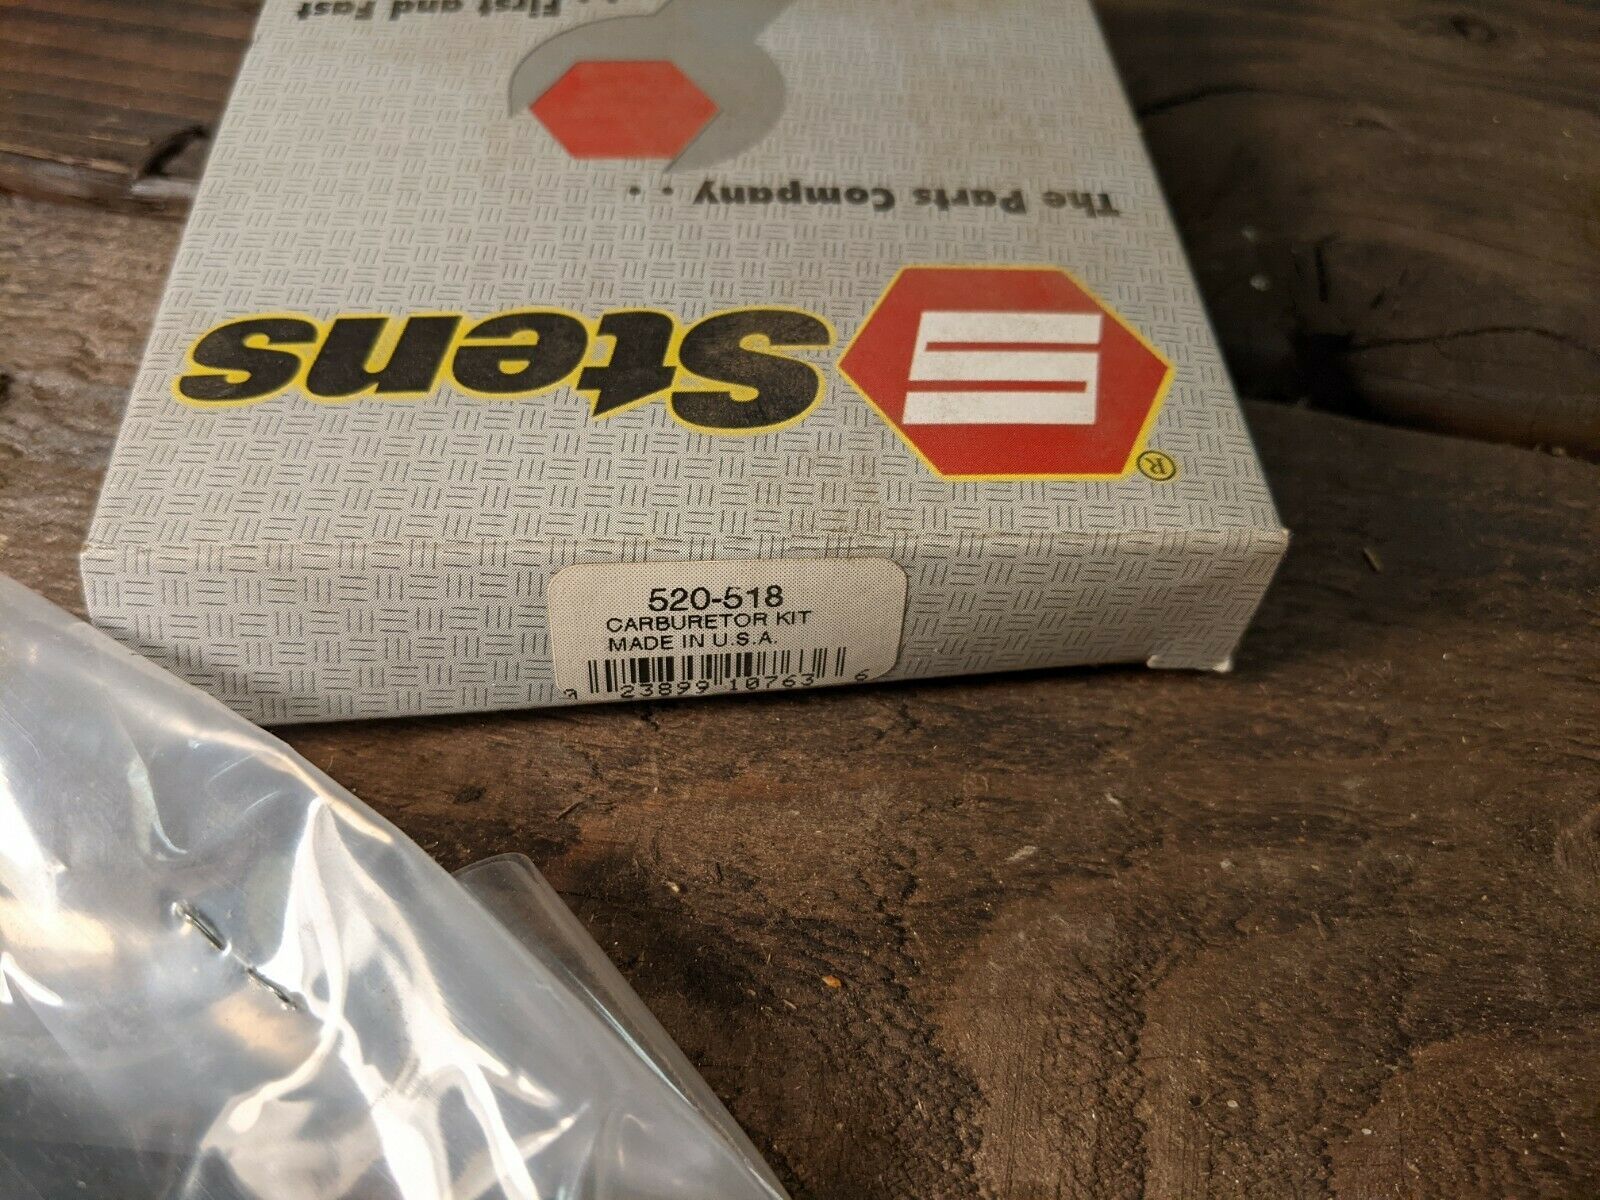 Stens
®
The Parts Company . . .
First and Fast
520-518
CARBURETOR KIT
MADE IN U.S.A.
23899 10763 6